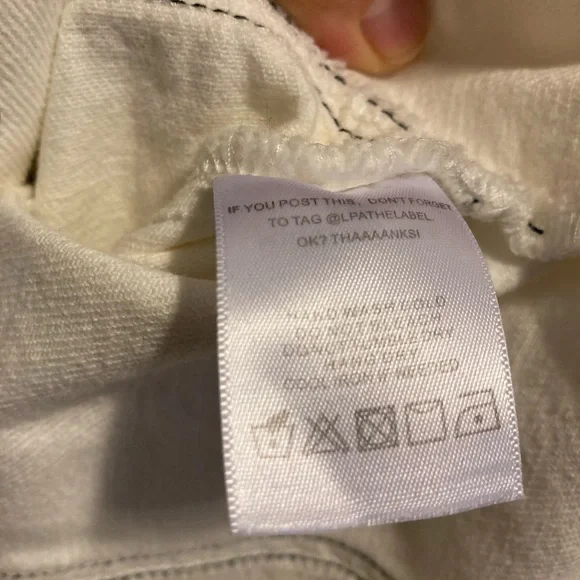 IF YOU POST THIS, DON'T FORGET
TO TAG @LPATHELABEL
OK? THAAAANKS!
HAND WASH COLD
DO NOT BLEACH
DO NOT TUMBLE DRY
HANG DRY
COOL IRON IF NEEDED